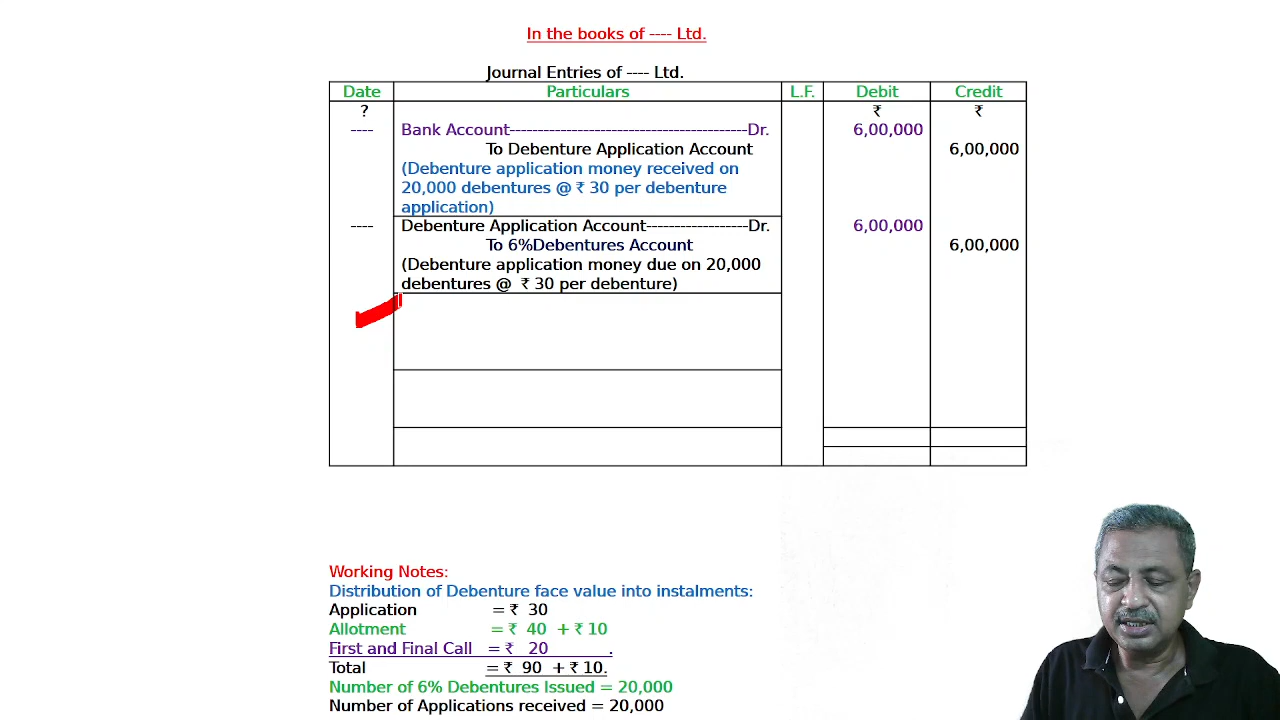 In the books of ---- Ltd.
Journal Entries of ---- Ltd.
Date Particulars L.F. Debit Credit
? ₹ ₹
---- Bank Account------------------------------------------Dr. 6,00,000
To Debenture Application Account 6,00,000
(Debenture application money received on
20,000 debentures @ ₹ 30 per debenture
application)
---- Debenture Application Account------------------Dr. 6,00,000
To 6%Debentures Account 6,00,000
(Debenture application money due on 20,000
debentures @ ₹ 30 per debenture)
Working Notes:
Distribution of Debenture face value into instalments:
Application = ₹ 30
Allotment = ₹ 40 + ₹ 10
First and Final Call = ₹ 20 .
Total = ₹ 90 + ₹ 10.
Number of 6% Debentures Issued = 20,000
Number of Applications received = 20,000